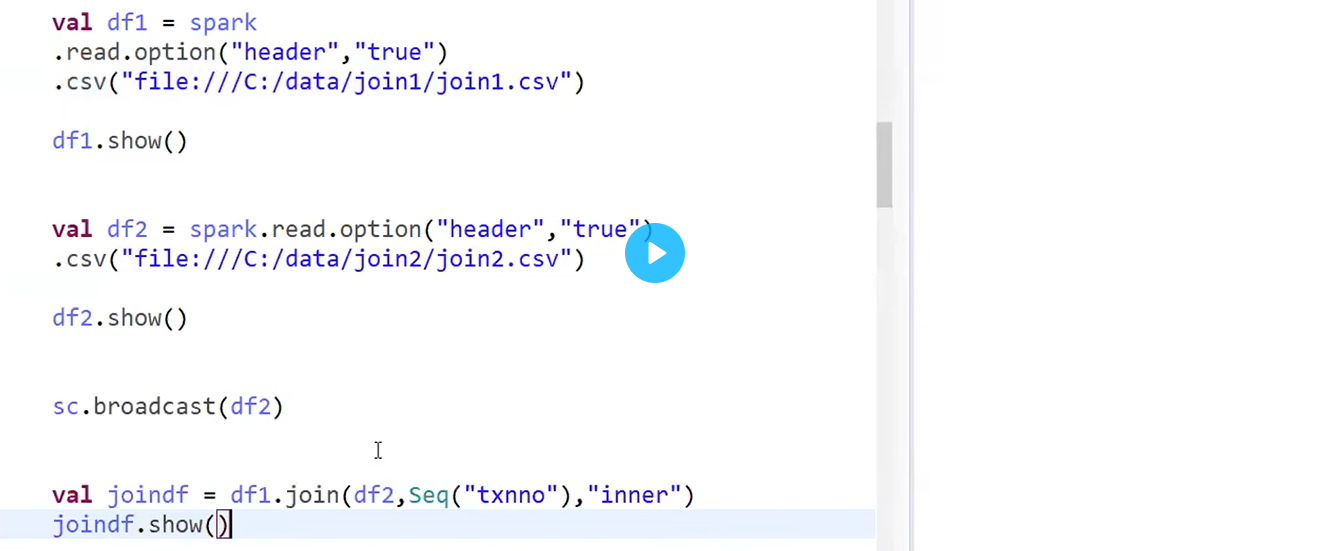 val df1 = spark
.read.option("header","true")
.csv("file:///C:/data/join1/join1.csv")
df1.show()
val df2 = spark.read.option("header","true")
.csv("file:///C:/data/join2/join2.csv")
df2.show()
sc.broadcast(df2)
val joindf = df1.join(df2,Seq("txnno"),"inner")
joindf.show()